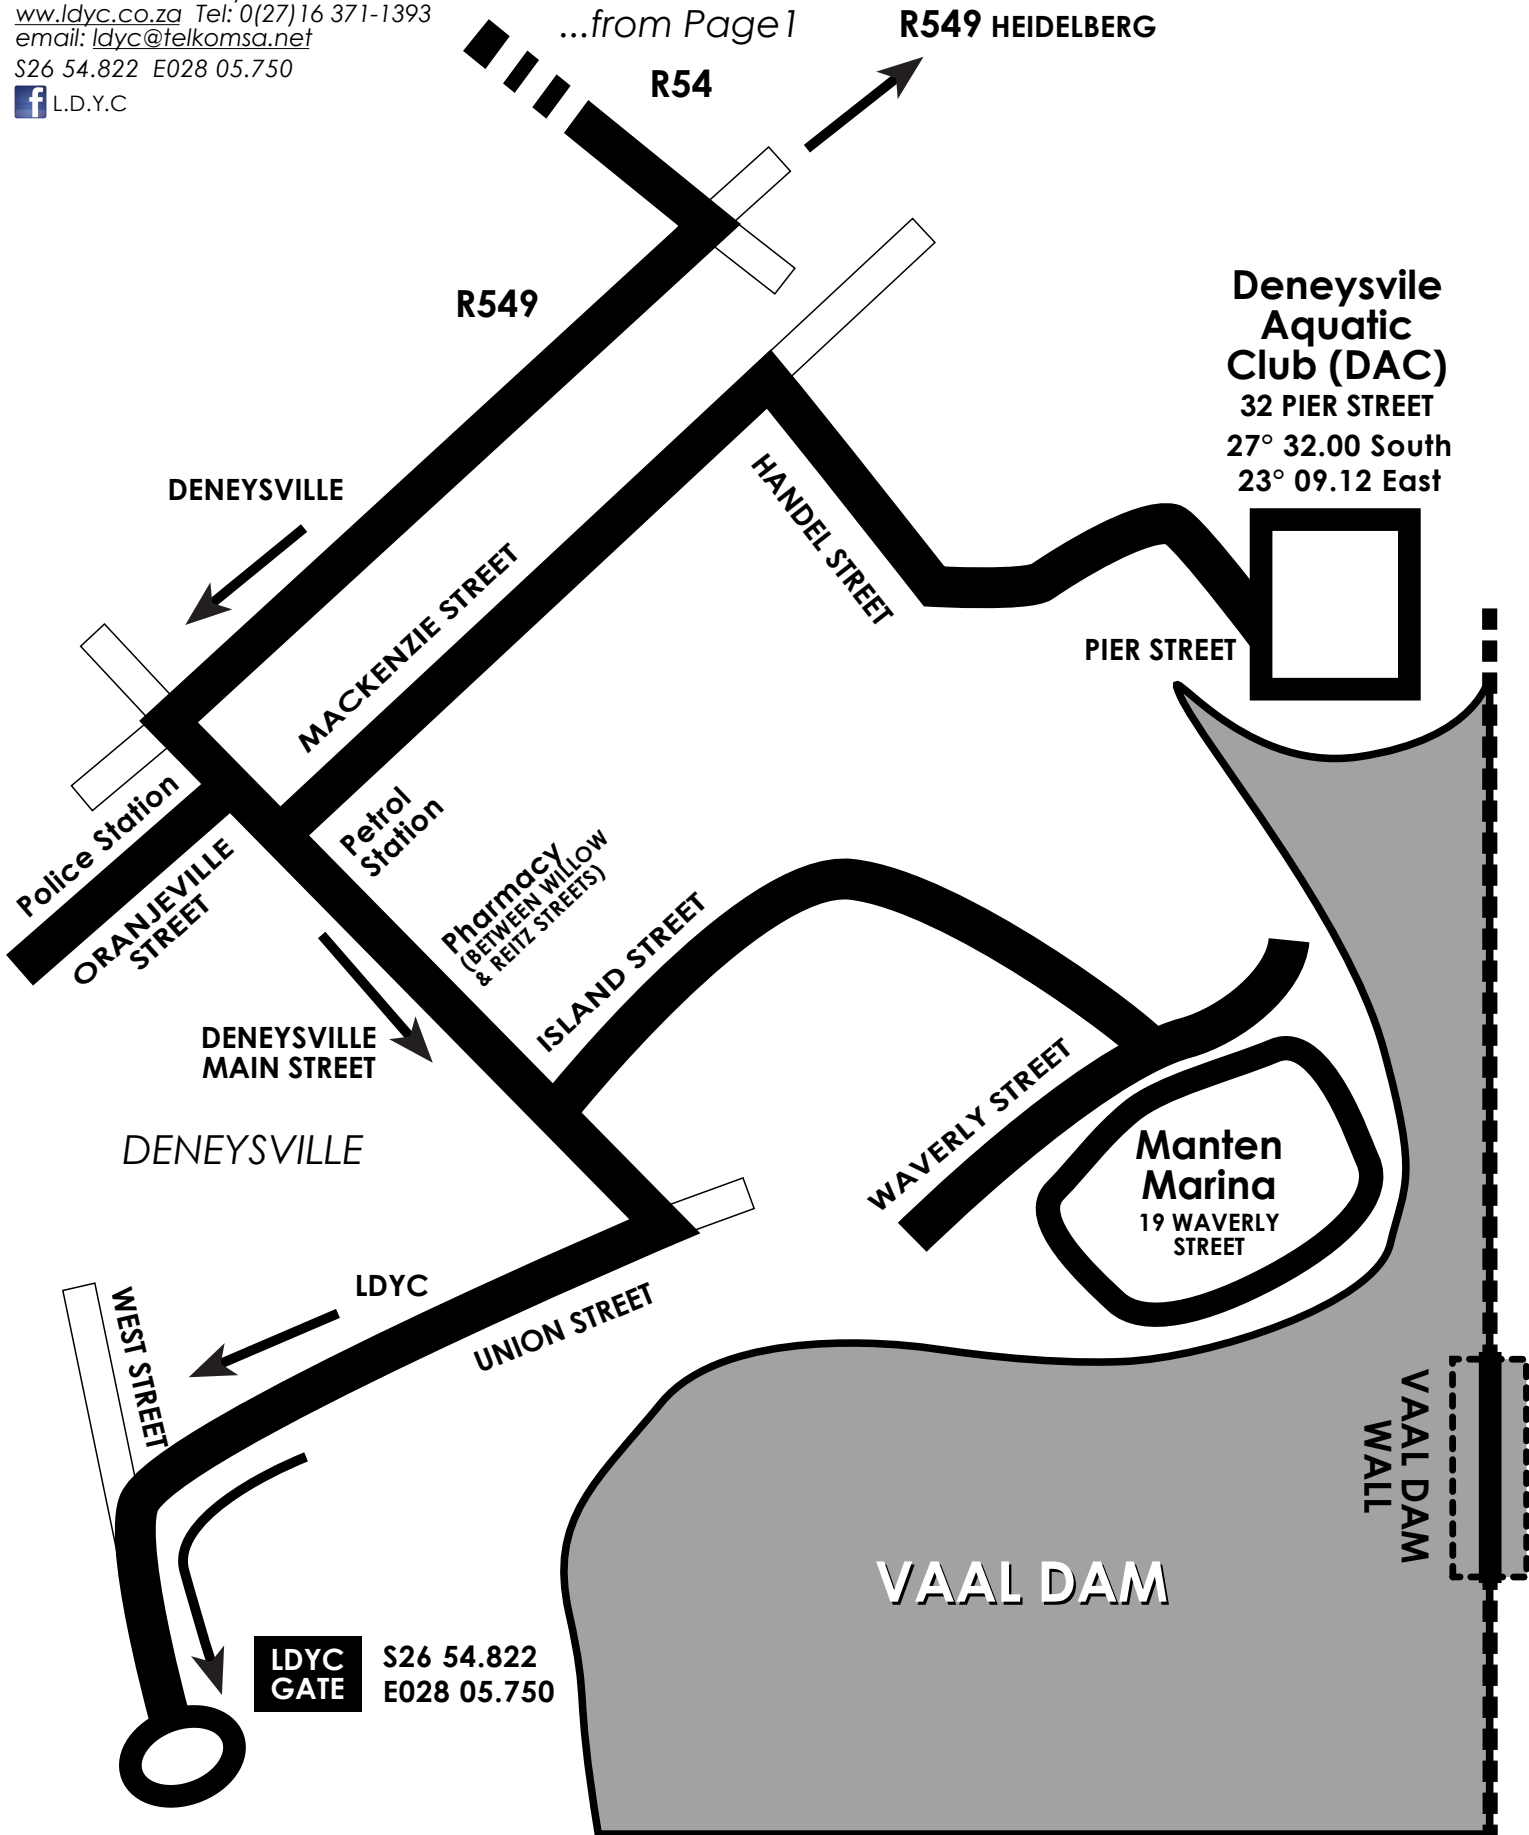 ww.ldyc.co.za Tel: 0(27)16 371-1393
email: ldyc@telkomsa.net
S26 54.822 E028 05.750
f L.D.Y.C
...from Page1
R54
R549 HEIDELBERG
R549
Deneysvile
Aquatic
Club (DAC)
32 PIER STREET
27° 32.00 South
23° 09.12 East
DENEYSVILLE
HANDEL STREET
MACKENZIE STREET
PIER STREET
Police Station
ORANJEVILLE
STREET
Petrol
Station
Pharmacy
(BETWEEN WILLOW
& REITZ STREETS)
ISLAND STREET
DENEYSVILLE
MAIN STREET
DENEYSVILLE
WAVERLY STREET
Manten
Marina
19 WAVERLY
STREET
LDYC
UNION STREET
WEST STREET
VAAL DAM
WALL
VAAL DAM
LDYC
GATE
S26 54.822
E028 05.750